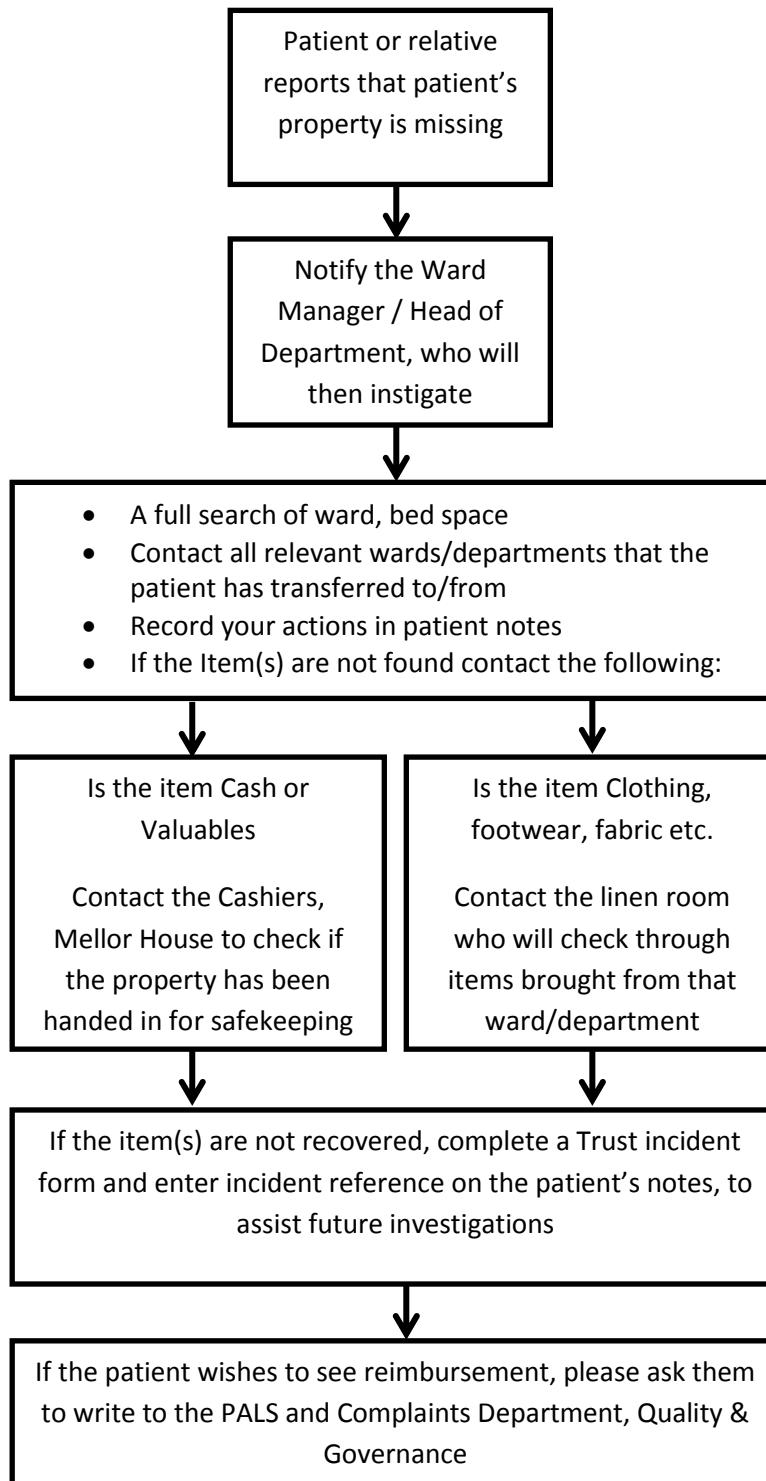 Patient or relative
reports that patient’s
property is missing
Notify the Ward
Manager / Head of
Department, who will
then instigate
• A full search of ward, bed space
• Contact all relevant wards/departments that the
patient has transferred to/from
• Record your actions in patient notes
• If the Item(s) are not found contact the following:
Is the item Cash or
Valuables
Contact the Cashiers,
Mellor House to check if
the property has been
handed in for safekeeping
Is the item Clothing,
footwear, fabric etc.
Contact the linen room
who will check through
items brought from that
ward/department
If the item(s) are not recovered, complete a Trust incident
form and enter incident reference on the patient’s notes, to
assist future investigations
If the patient wishes to see reimbursement, please ask them
to write to the PALS and Complaints Department, Quality &
Governance